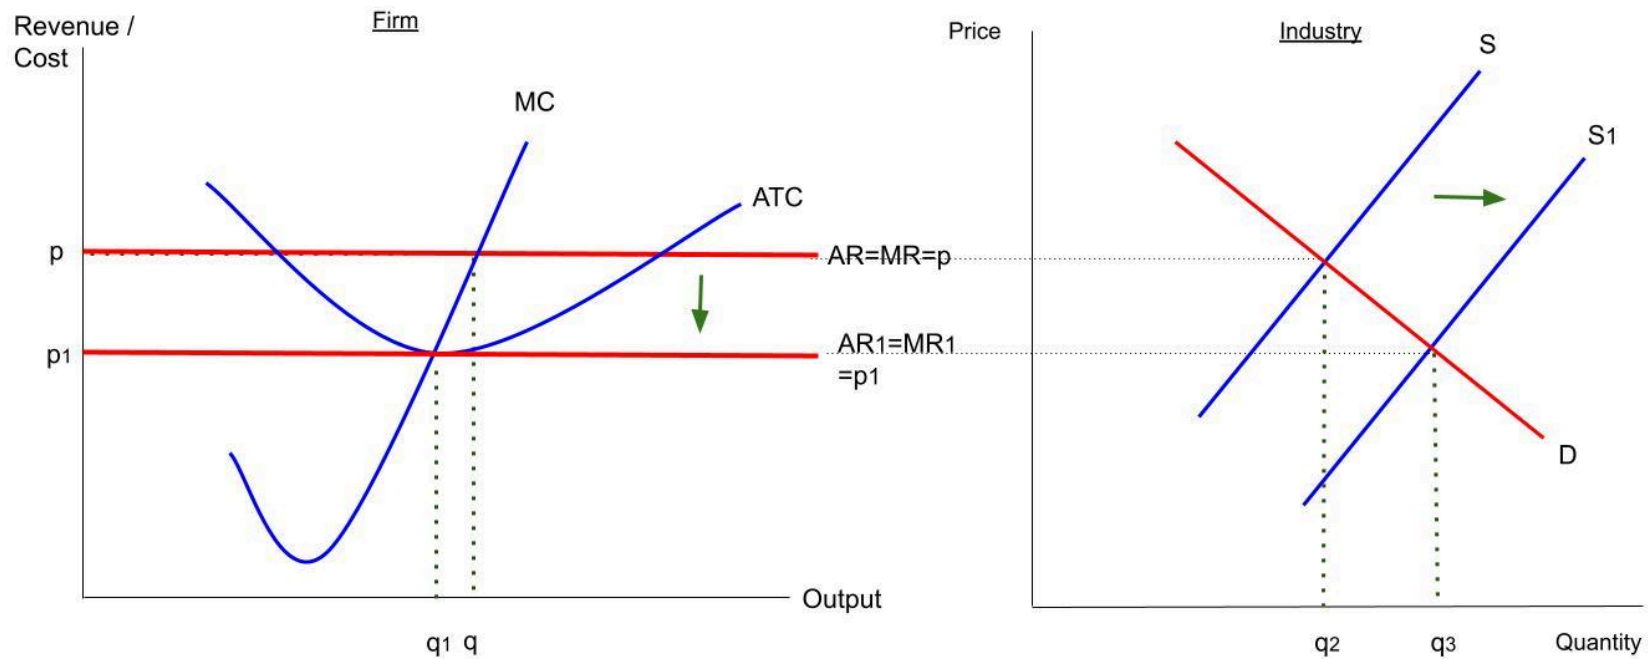 Revenue /
Cost
Firm
MC
ATC
p
AR=MR=p
p1
AR1=MR1
=p1
Output
q1 q
Price
Industry
S
S1
D
q2
q3
Quantity